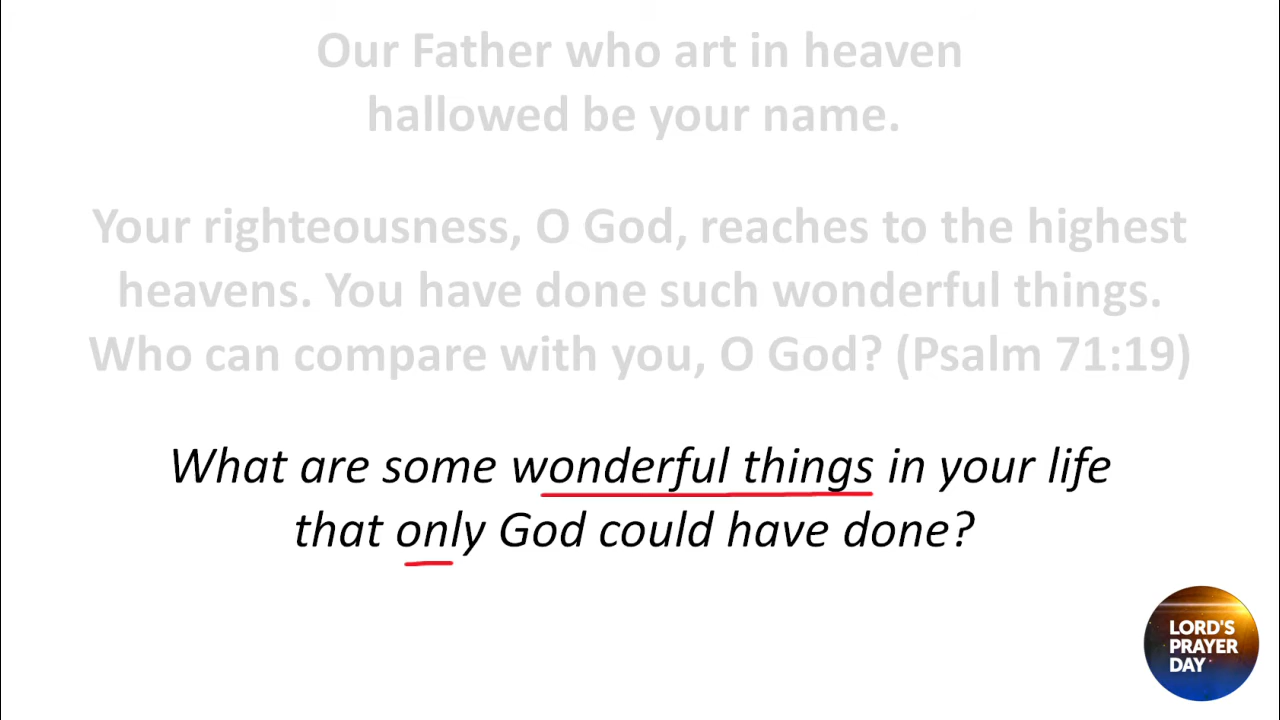 Our Father who art in heaven
hallowed be your name.
Your righteousness, O God, reaches to the highest
heavens. You have done such wonderful things.
Who can compare with you, O God? (Psalm 71:19)
What are some wonderful things in your life
that only God could have done?
LORD'S
PRAYER
DAY